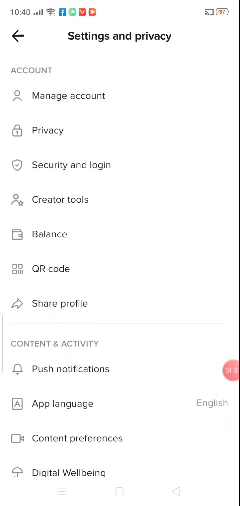 10:40
Settings and privacy
ACCOUNT
Manage account
Privacy
Security and login
Creator tools
Balance
QR code
Share profile
CONTENT & ACTIVITY
Push notifications
App language English
Content preferences
Digital Wellbeing